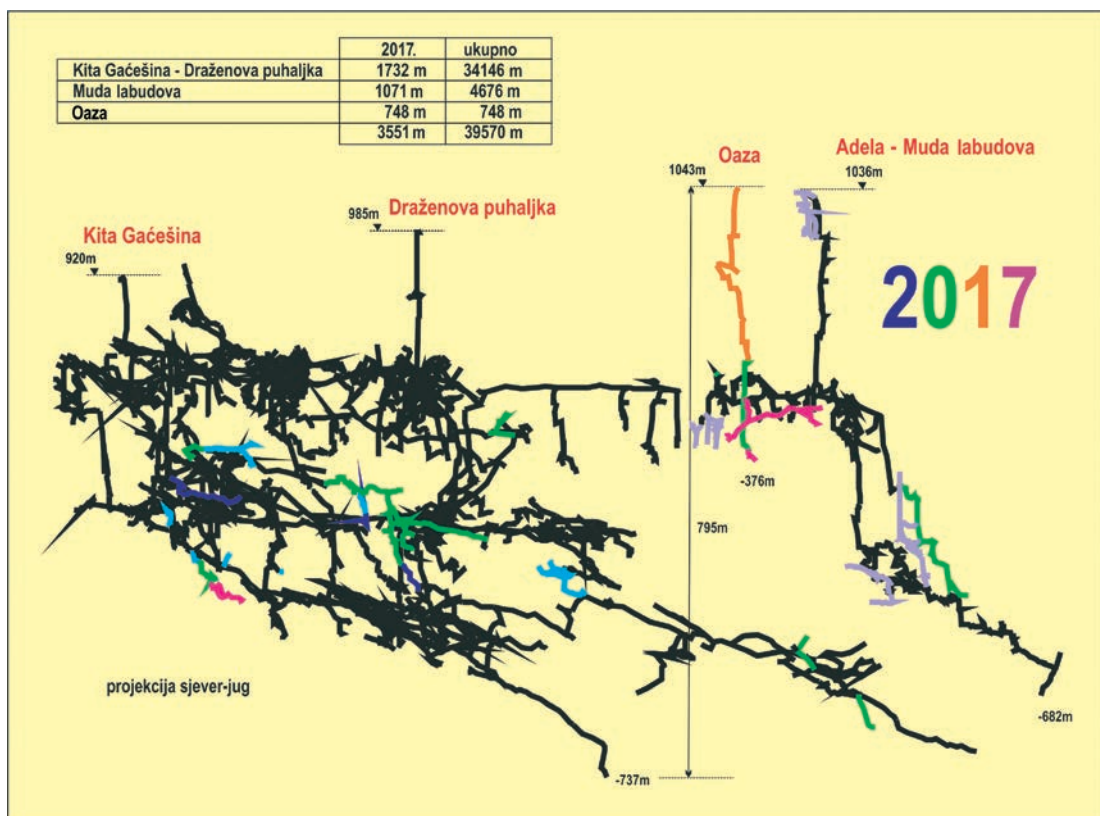 2017. ukupno
Kita Gaćešina - Draženova puhaljka 1732 m 34146 m
Muda labudova 1071 m 4676 m
Oaza 748 m 748 m
3551 m 39570 m
Oaza
Adela - Muda labudova
1043m
1036m
Draženova puhaljka
985m
Kita Gaćešina
920m
2017
-376m
795m
projekcija sjever-jug
-682m
-737m